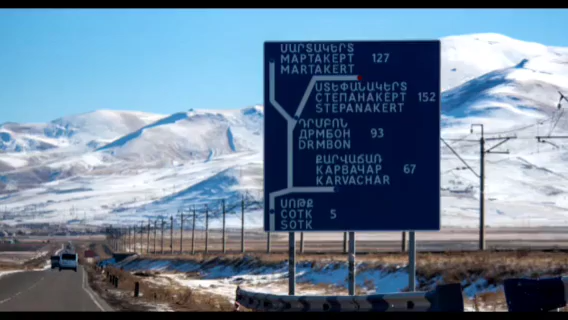 ՄԱՐՏԱԿԵՐՏ
МАРТАКЕРТ 127
MARTAKERT
ՍՏԵՓԱՆԱԿԵՐՏ
СТЕПАНАКЕРТ 152
STEPANAKERT
ԴՐՄԲՈՆ
ДРМБОН 93
DRMBON
ՔԱՐՎԱՃԱՌ
КАРВАЧАР 67
KARVACHAR
ՍՈԹՔ
СОТК 5
SOTK